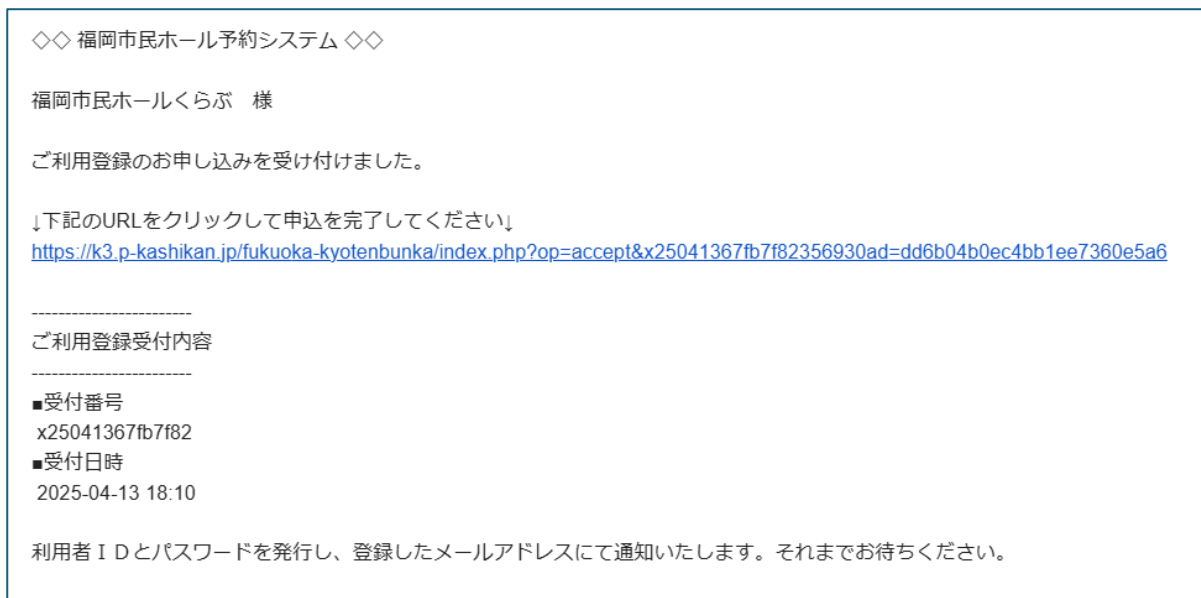 ◇◇ 福岡市民ホール予約システム ◇◇
福岡市民ホールくらぶ　様
ご利用登録のお申し込みを受け付けました。
↓下記のURLをクリックして申込を完了してください↓
https://k3.p-kashikan.jp/fukuoka-kyotenbunka/index.php?op=accept&x25041367fb7f82356930ad=dd6b04b0ec4bb1ee7360e5a6
------------------------
ご利用登録受付内容
------------------------
■受付番号
x25041367fb7f82
■受付日時
2025-04-13 18:10
利用者ＩＤとパスワードを発行し、登録したメールアドレスにて通知いたします。それまでお待ちください。